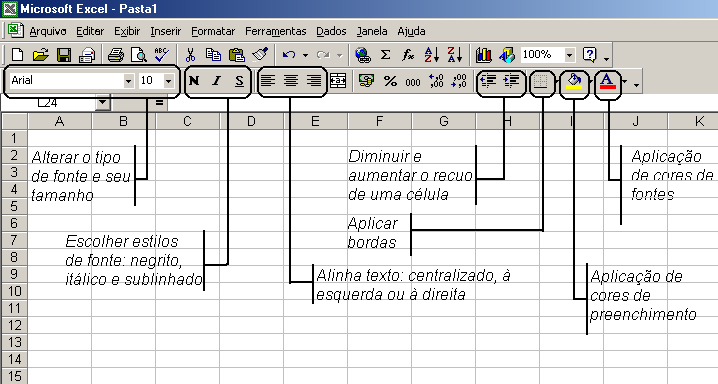 Microsoft Excel - Pasta1
Arquivo Editar Exibir Inserir Formatar Ferramentas Dados Janela Ajuda
ABC Σ fx A Z Z A 100% ?
Arial 10 N I S a % 000 ,00 ,00 A
L24 =
A B C D E F G H I J K
1
2
3
4
5
6
7
8
9
10
11
12
13
14
15
Alterar o tipo
de fonte e seu
tamanho
Diminuir e
aumentar o recuo
de uma célula
Aplicação
de cores de
fontes
Aplicar
bordas
Escolher estilos
de fonte: negrito,
itálico e sublinhado
Alinha texto: centralizado, à
esquerda ou à direita
Aplicação de
cores de
preenchimento